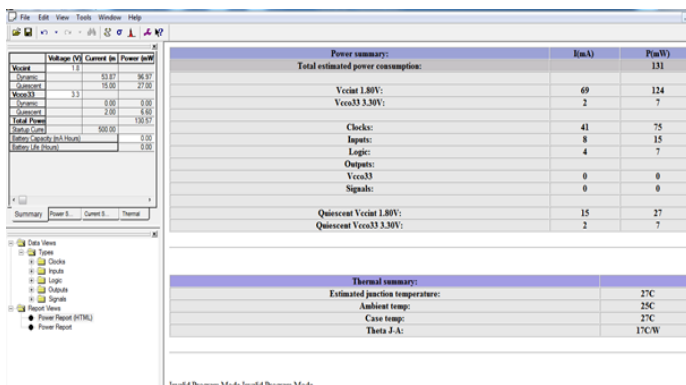 File Edit View Tools Window Help
Voltage (V) Current (m Power (mW
Vccint 1.8
Dynamic 53.87 96.97
Quiescent 15.00 27.00
Vcco33 3.3
Dynamic 0.00 0.00
Quiescent 2.00 6.60
Total Powe 130.57
Startup Curre 500.00
Battery Capacity (mA Hours) 0.00
Battery Life (Hours) 0.00
Summary Power S... Current S... Thermal
Data Views
Types
Clocks
Inputs
Logic
Outputs
Signals
Report Views
Power Report (HTML)
Power Report
Power summary: I(mA) P(mW)
Total estimated power consumption: 131
Vccint 1.80V: 69 124
Vcco33 3.30V: 2 7
Clocks: 41 75
Inputs: 8 15
Logic: 4 7
Outputs:
Vcco33 0 0
Signals: 0 0
Quiescent Vccint 1.80V: 15 27
Quiescent Vcco33 3.30V: 2 7
Thermal summary:
Estimated junction temperature: 27C
Ambient temp: 25C
Case temp: 27C
Theta J-A: 17C/W